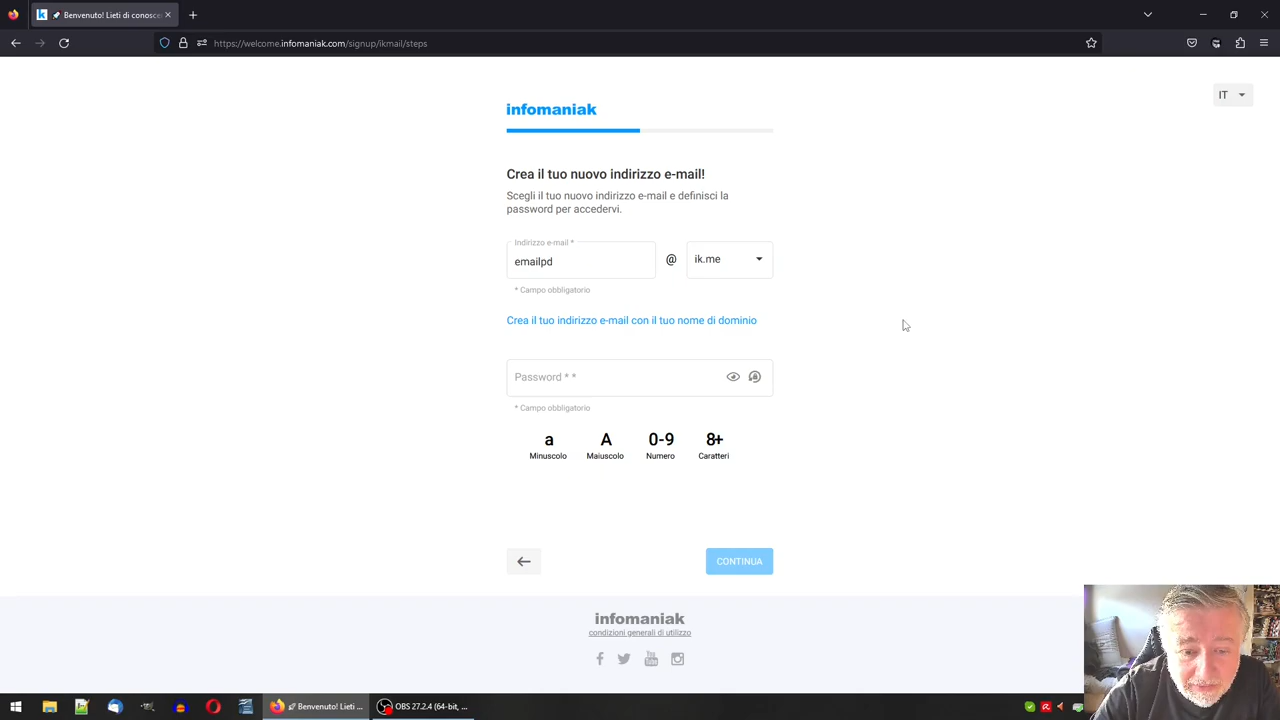 Benvenuto! Lieti di conosce
https://welcome.infomaniak.com/signup/ikmail/steps
IT
infomaniak
Crea il tuo nuovo indirizzo e-mail!
Scegli il tuo nuovo indirizzo e-mail e definisci la
password per accedervi.
Indirizzo e-mail *
emailpd @ ik.me
* Campo obbligatorio
Crea il tuo indirizzo e-mail con il tuo nome di dominio
Password * *
* Campo obbligatorio
a A 0-9 8+
Minuscolo Maiuscolo Numero Caratteri
CONTINUA
infomaniak
condizioni generali di utilizzo
Benvenuto! Lieti ... OBS 27.2.4 (64-bit, ...